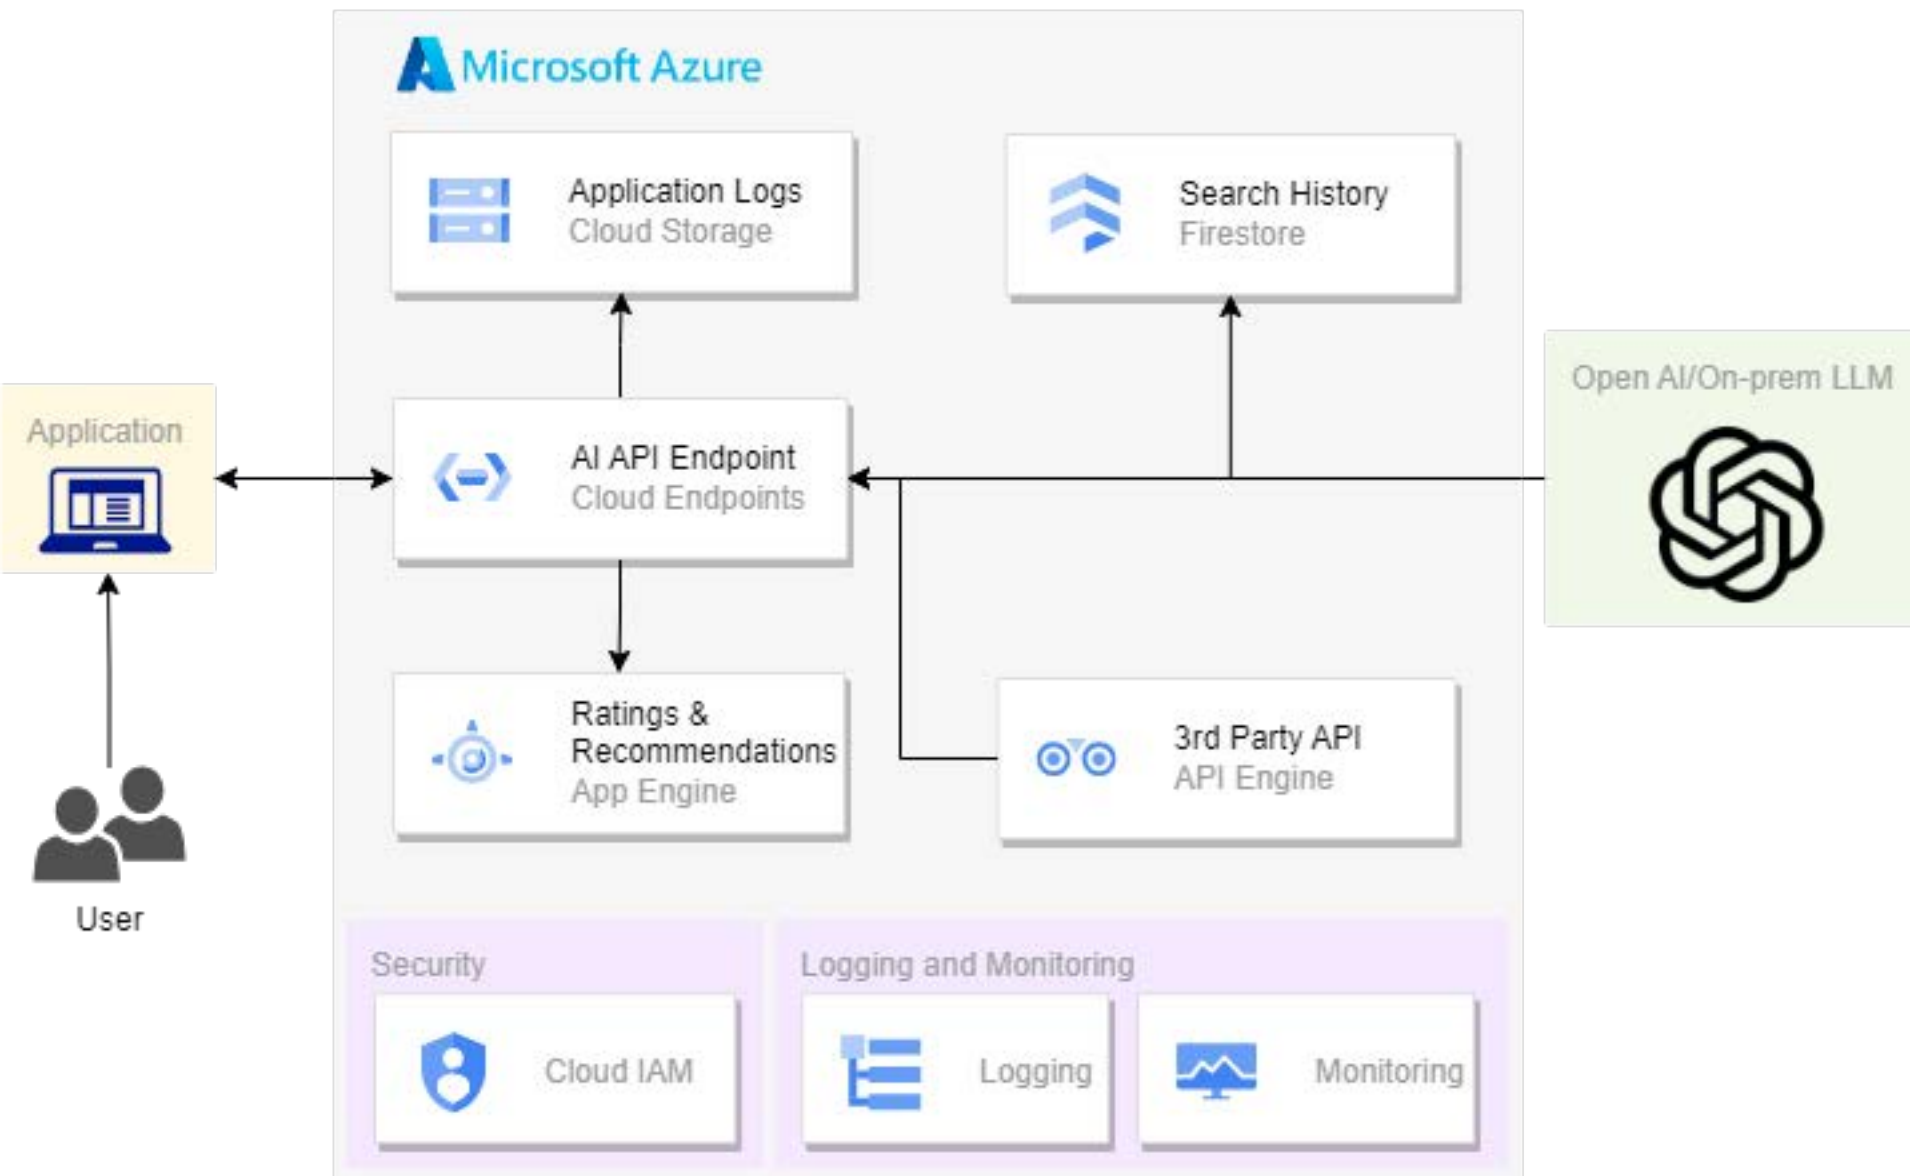 Microsoft Azure
Application Logs
Cloud Storage
Search History
Firestore
Open AI/On-prem LLM
Application
AI API Endpoint
Cloud Endpoints
Ratings &
Recommendations
App Engine
3rd Party API
API Engine
User
Security
Cloud IAM
Logging and Monitoring
Logging
Monitoring